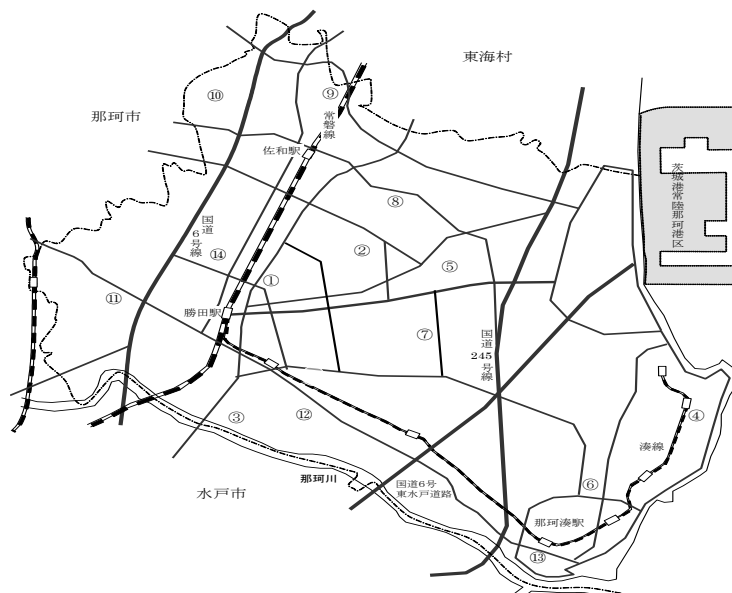 東海村
⑨
⑩
那珂市
常磐線
佐和駅
茨城港常陸那珂港区
⑧
国道
6号線
②
⑭
⑤
①
⑪
勝田駅
⑦
国道
245号線
③
⑫
④
湊線
那珂川
国道6号
東水戸道路
⑥
水戸市
那珂湊駅
⑬